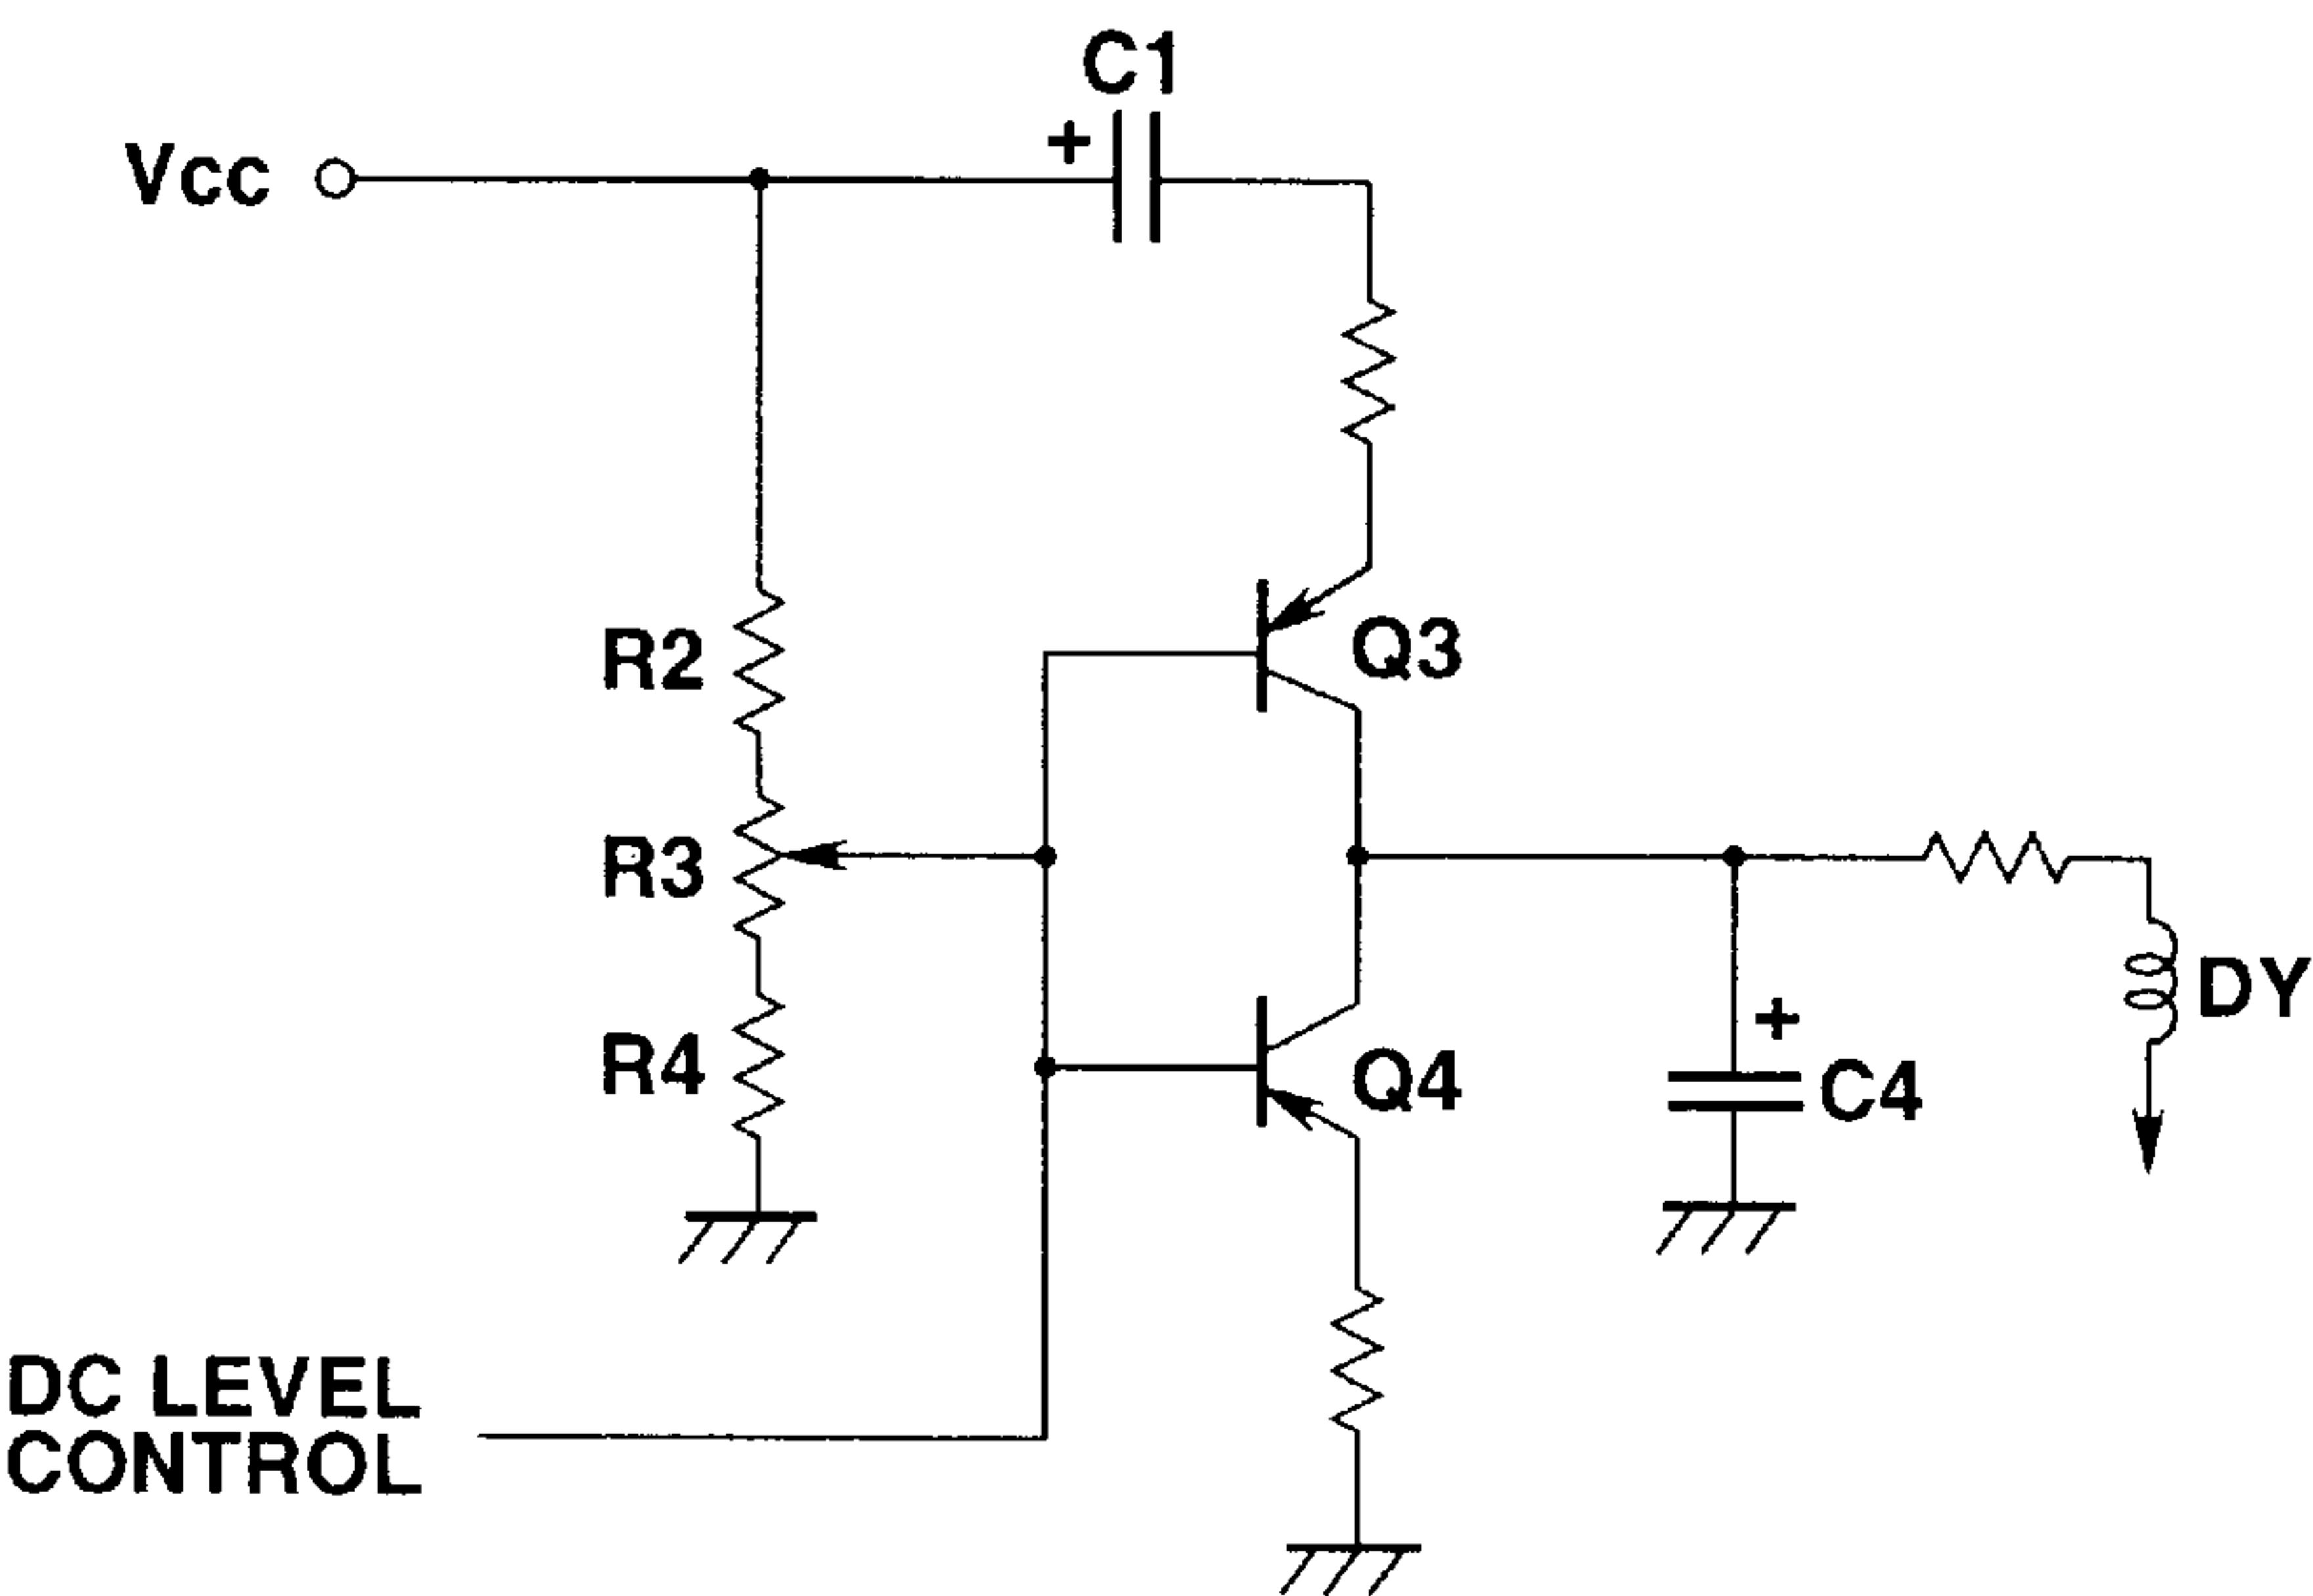 C1
+
Vcc
R2
Q3
R3
R4
Q4
+
C4
DY
DC LEVEL
CONTROL